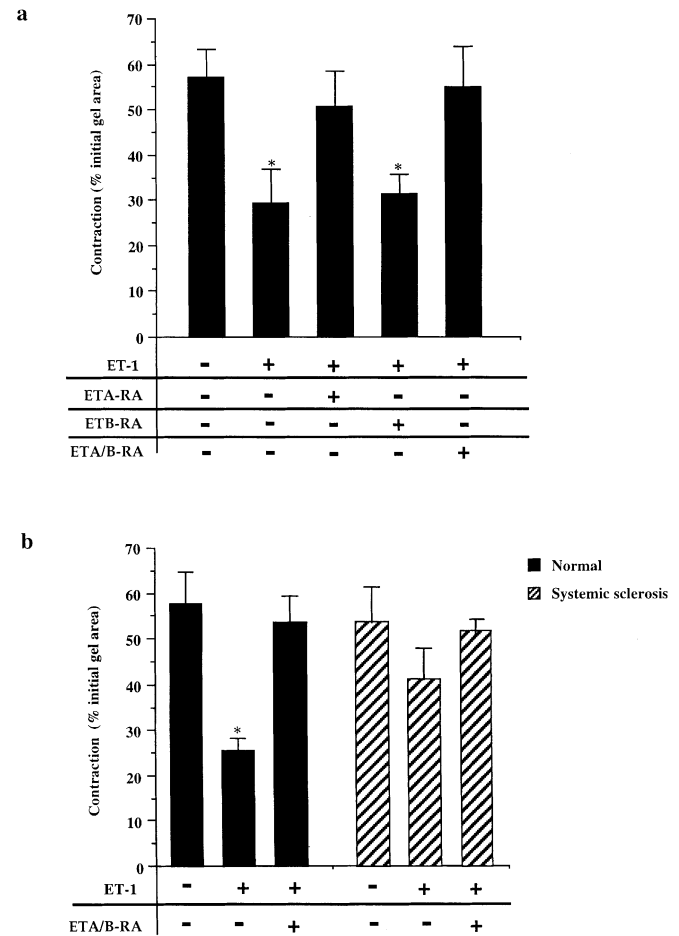 a
Contraction (% initial gel area)
70
60
50
40
30
20
10
0
*
*
ET-1 - + + + +
ETA-RA - - + - -
ETB-RA - - - + -
ETA/B-RA - - - - +
b
Contraction (% initial gel area)
70
60
50
40
30
20
10
0
*
Normal
Systemic sclerosis
ET-1 - + + - + +
ETA/B-RA - - + - - +